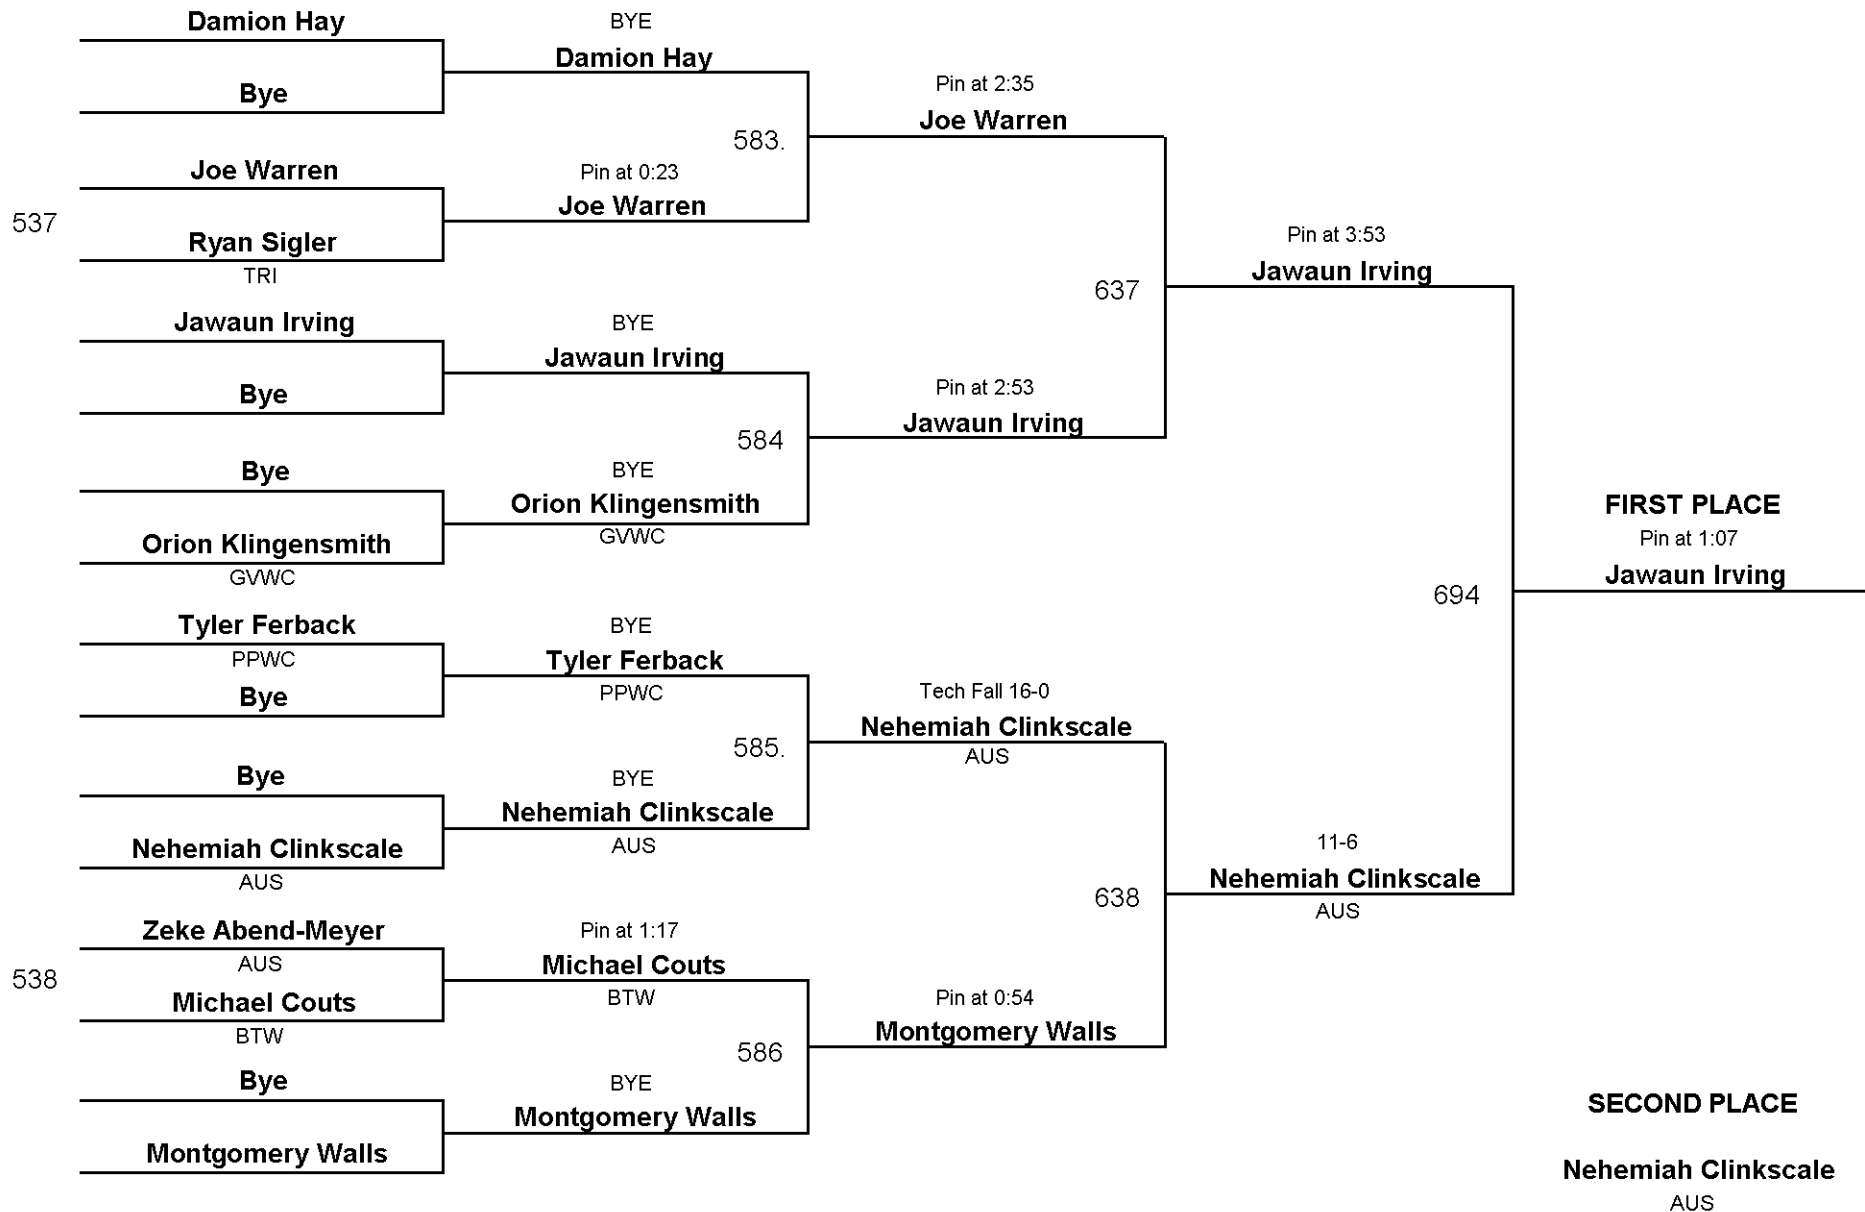 Damion Hay
Bye
537
Joe Warren
Ryan Sigler
TRI
Jawaun Irving
Bye
Bye
Orion Klingensmith
GVWC
Tyler Ferback
PPWC
Bye
Bye
Nehemiah Clinkscale
AUS
538
Zeke Abend-Meyer
AUS
Michael Couts
BTW
Bye
Montgomery Walls
BYE
Damion Hay
583.
Pin at 0:23
Joe Warren
BYE
Jawaun Irving
584
BYE
Orion Klingensmith
GVWC
BYE
Tyler Ferback
PPWC
585.
BYE
Nehemiah Clinkscale
AUS
Pin at 1:17
Michael Couts
BTW
586
BYE
Montgomery Walls
Pin at 2:35
Joe Warren
637
Pin at 2:53
Jawaun Irving
Tech Fall 16-0
Nehemiah Clinkscale
AUS
638
Pin at 0:54
Montgomery Walls
Pin at 3:53
Jawaun Irving
694
11-6
Nehemiah Clinkscale
AUS
FIRST PLACE
Pin at 1:07
Jawaun Irving
SECOND PLACE
Nehemiah Clinkscale
AUS